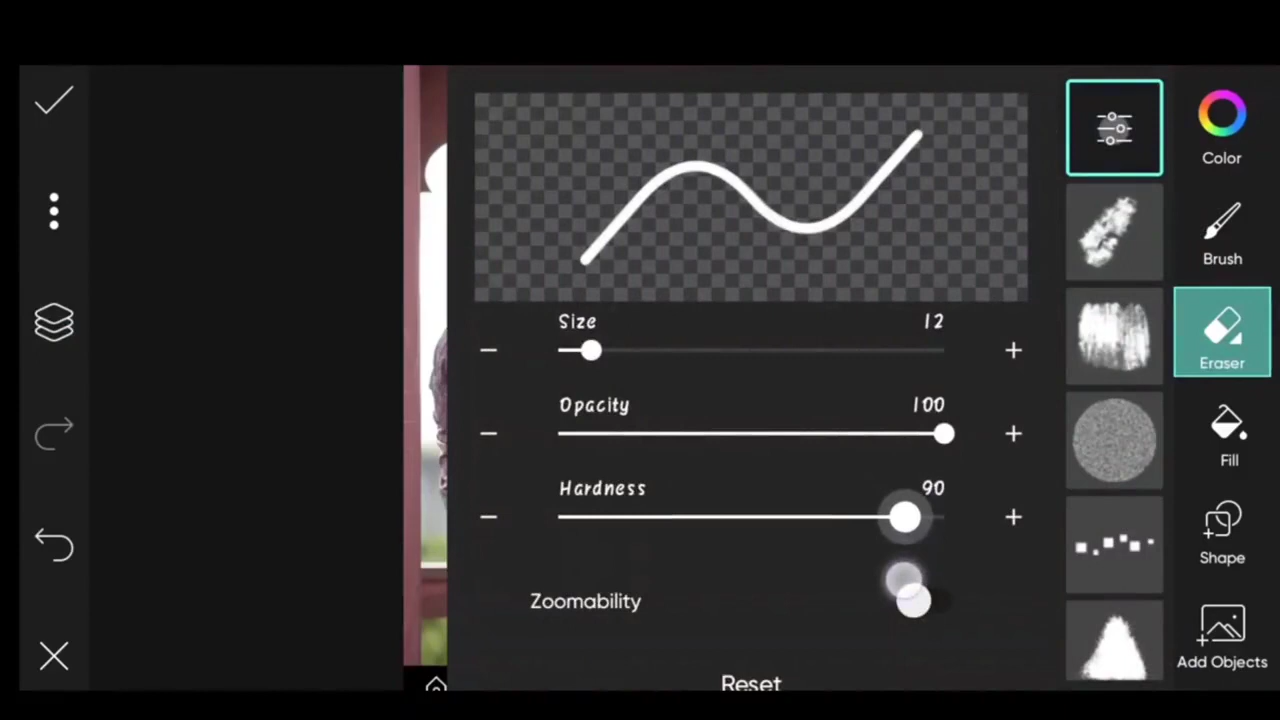 Size 12
Opacity 100
Hardness 90
Zoomability
Reset
Color
Brush
Eraser
Fill
Shape
Add Objects